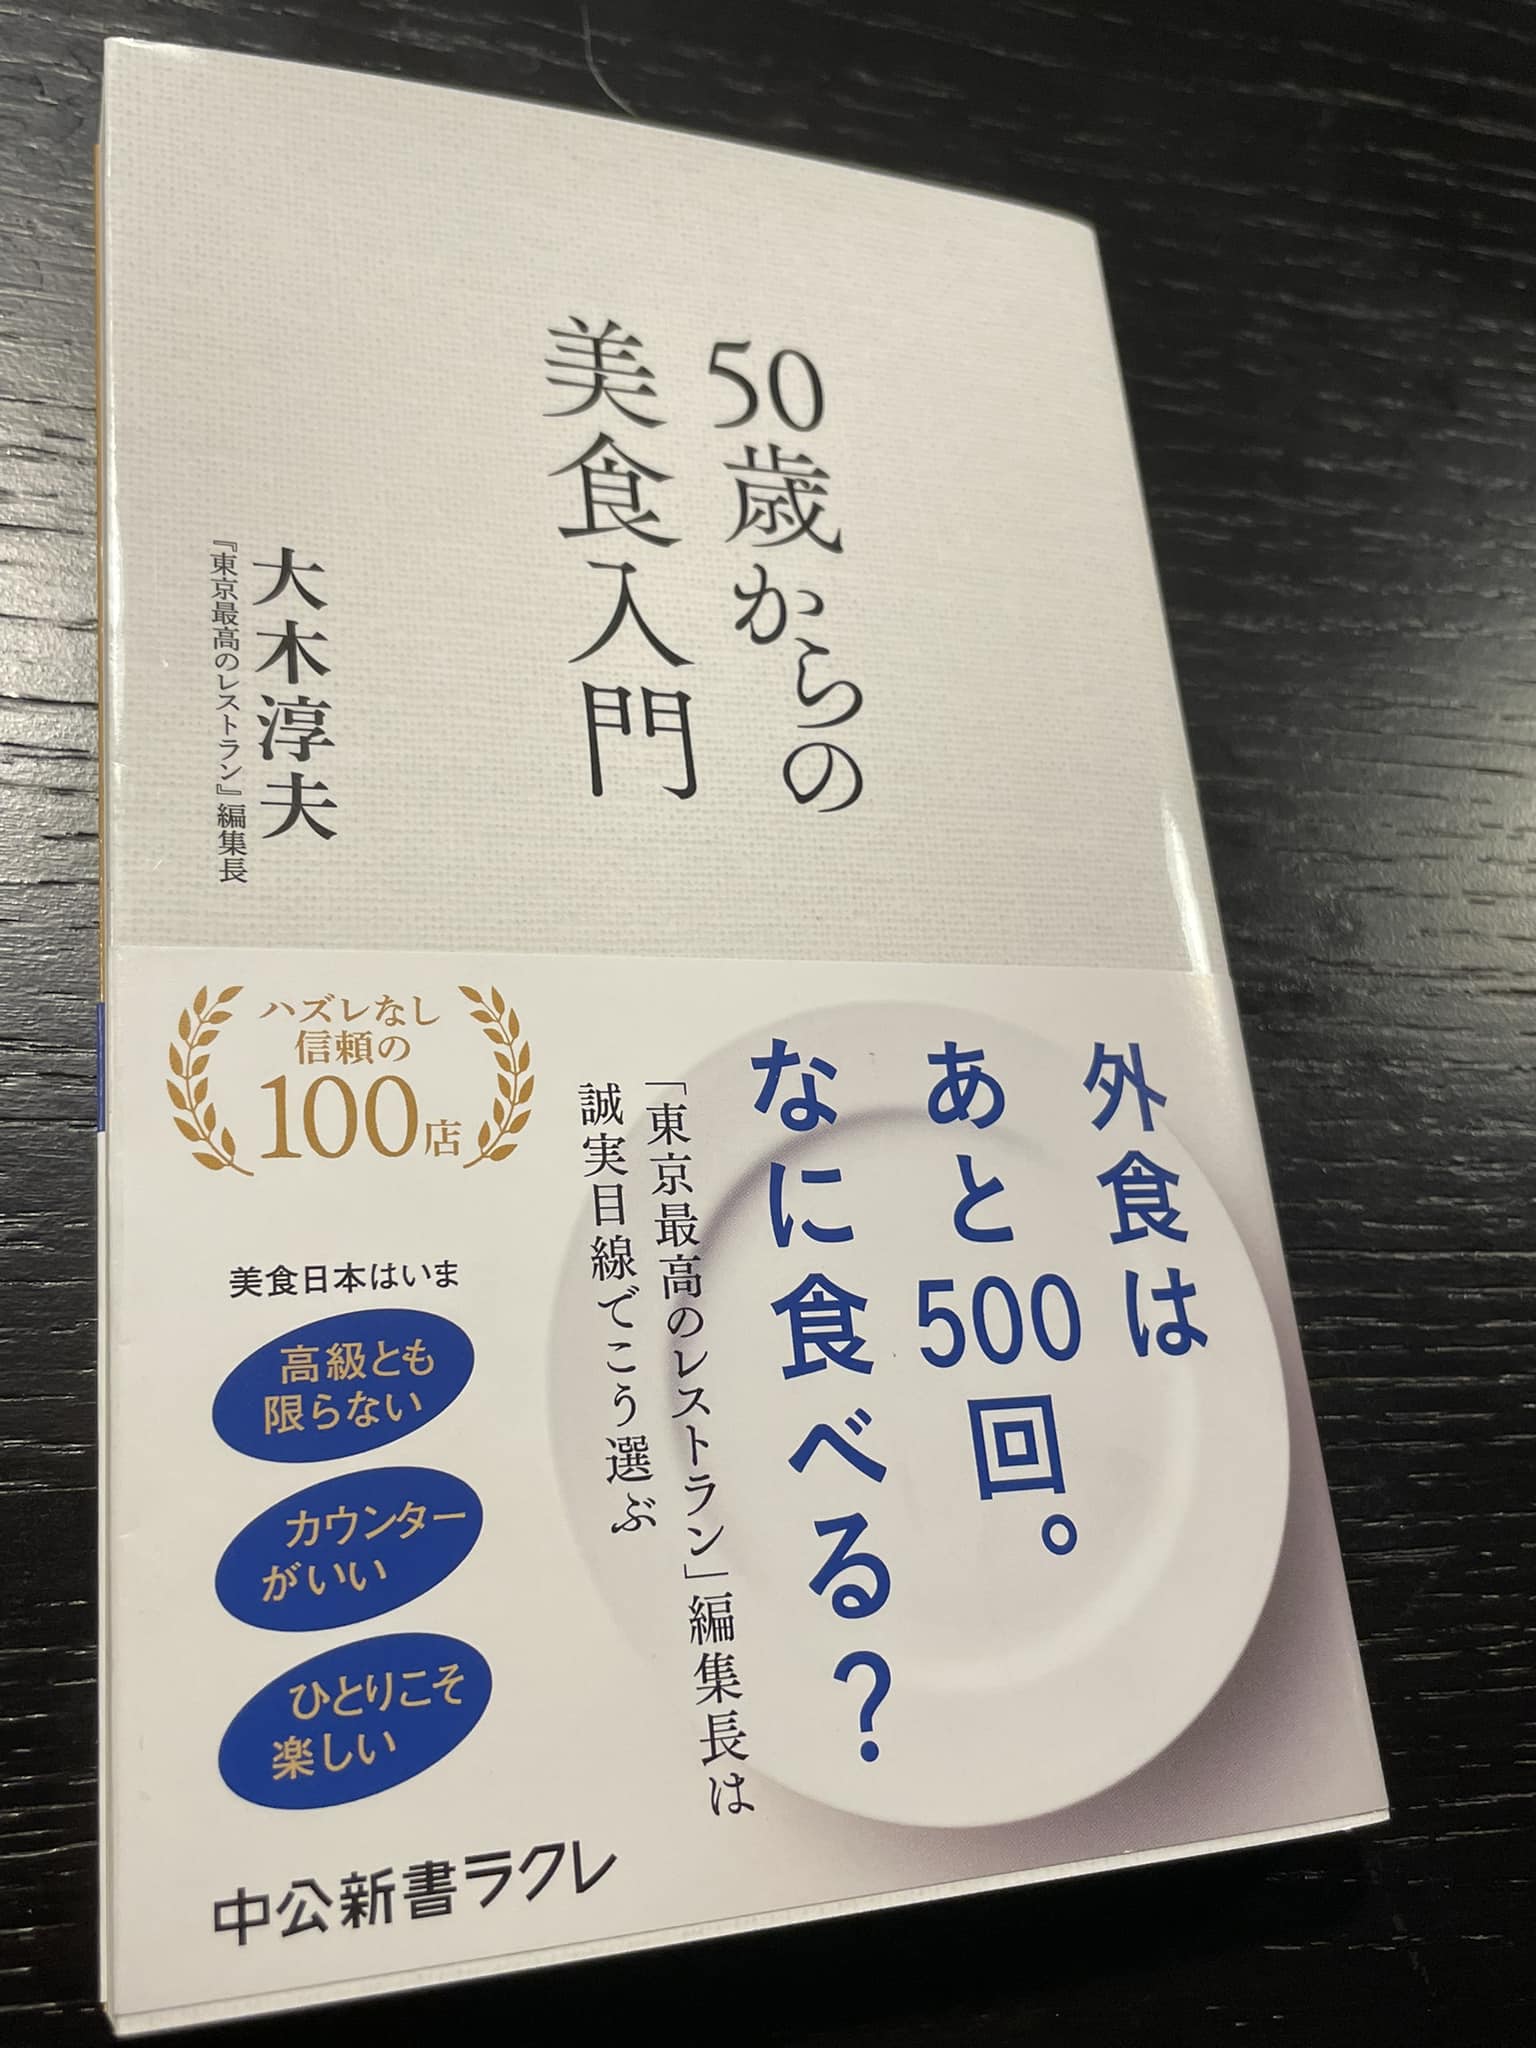 50歳からの
美食入門
大木淳夫
『東京最高のレストラン』編集長
外食は
あと500回。
なに食べる？
「東京最高のレストラン」編集長は
誠実目線でこう選ぶ
ハズレなし
信頼の
100店
美食日本はいま
高級とも
限らない
カウンター
がいい
ひとりこそ
楽しい
中公新書ラクレ